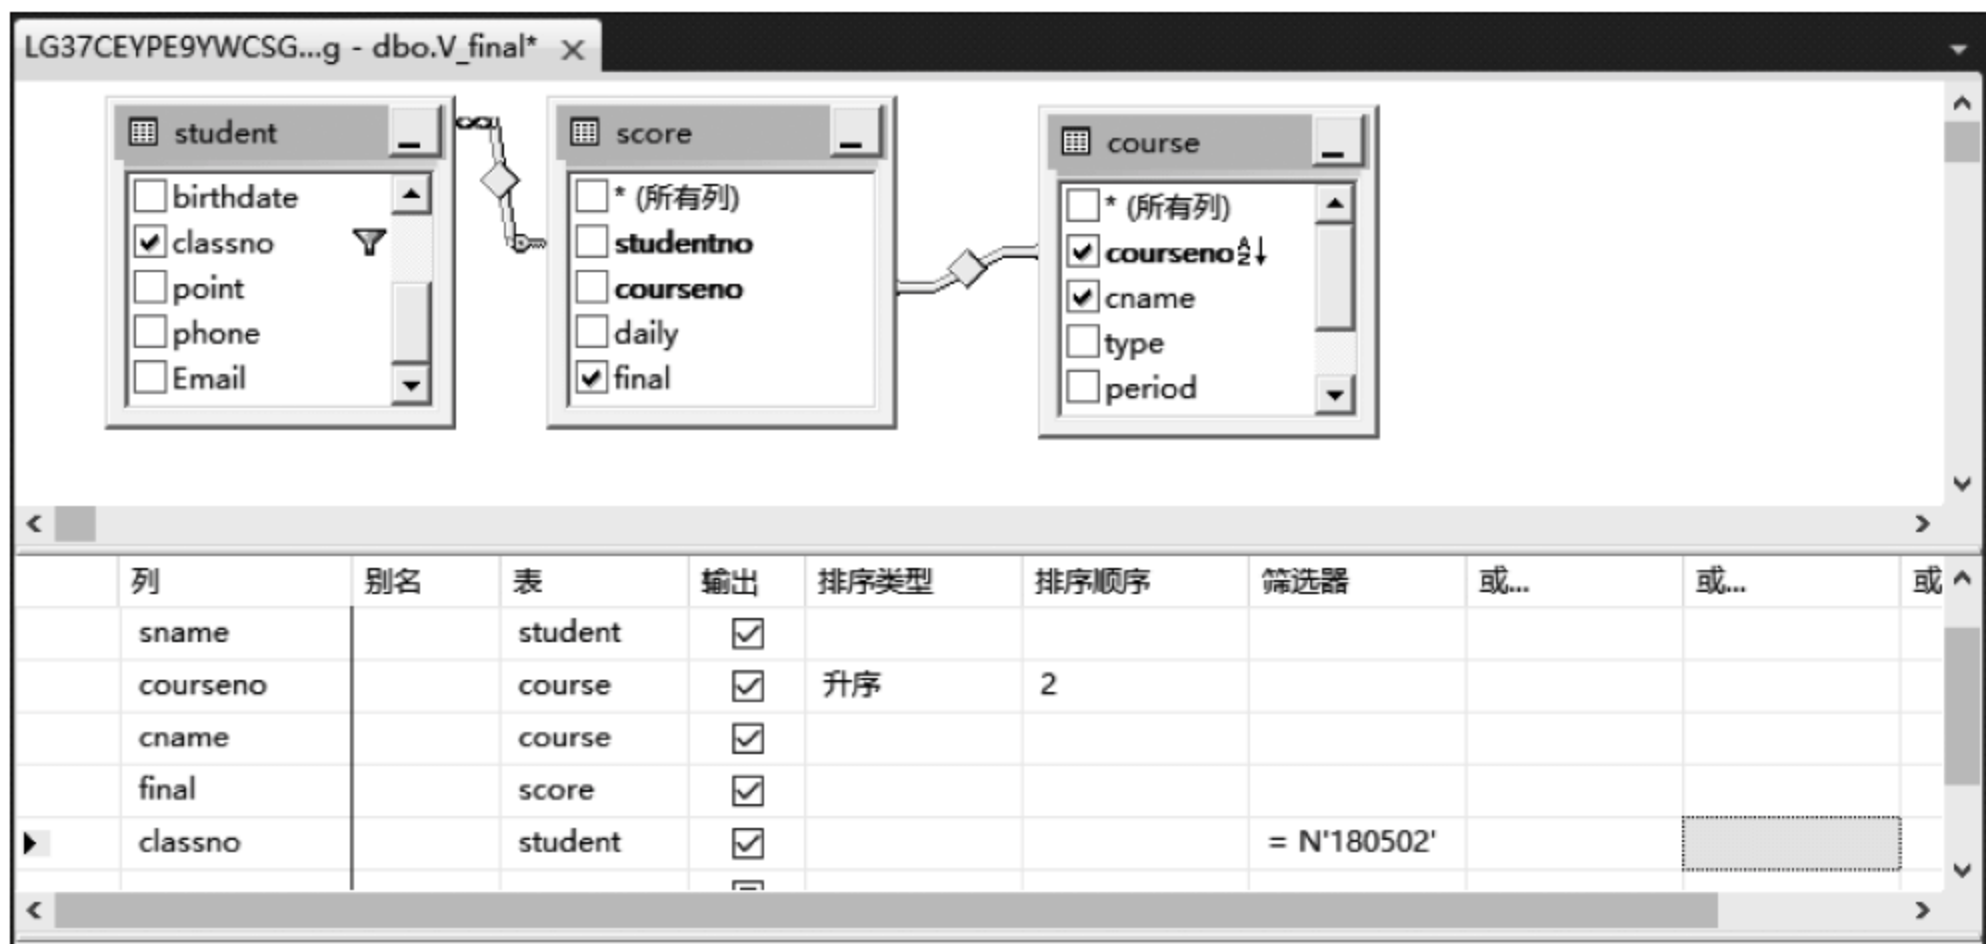 LG37CEYPE9YWCSG...g - dbo.V_final*
student
birthdate
classno
point
phone
Email
score
* (所有列)
studentno
courseno
daily
final
course
* (所有列)
courseno
cname
type
period
列 别名 表 输出 排序类型 排序顺序 筛选器 或... 或... 或
sname student
courseno course 升序 2
cname course
final score
classno student = N'180502'